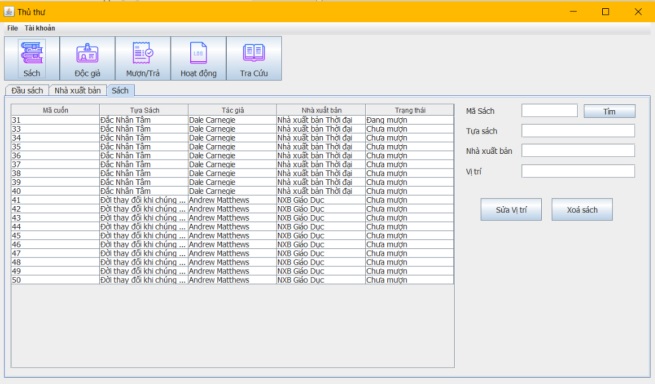 Thủ thư
File Tài khoản
Sách Độc giả Mượn/Trả Hoạt động Tra Cứu
Đầu sách Nhà xuất bản Sách
Mã cuốn Tựa Sách Tác giả Nhà xuất bản Trạng thái
31 Đắc Nhân Tâm Dale Carnegie Nhà xuất bản Thời đại Đang mượn
33 Đắc Nhân Tâm Dale Carnegie Nhà xuất bản Thời đại Chưa mượn
34 Đắc Nhân Tâm Dale Carnegie Nhà xuất bản Thời đại Chưa mượn
35 Đắc Nhân Tâm Dale Carnegie Nhà xuất bản Thời đại Chưa mượn
36 Đắc Nhân Tâm Dale Carnegie Nhà xuất bản Thời đại Chưa mượn
37 Đắc Nhân Tâm Dale Carnegie Nhà xuất bản Thời đại Chưa mượn
38 Đắc Nhân Tâm Dale Carnegie Nhà xuất bản Thời đại Chưa mượn
39 Đắc Nhân Tâm Dale Carnegie Nhà xuất bản Thời đại Chưa mượn
40 Đắc Nhân Tâm Dale Carnegie Nhà xuất bản Thời đại Chưa mượn
41 Đời thay đổi khi chúng ... Andrew Matthews NXB Giáo Dục Chưa mượn
42 Đời thay đổi khi chúng ... Andrew Matthews NXB Giáo Dục Chưa mượn
43 Đời thay đổi khi chúng ... Andrew Matthews NXB Giáo Dục Chưa mượn
44 Đời thay đổi khi chúng ... Andrew Matthews NXB Giáo Dục Chưa mượn
45 Đời thay đổi khi chúng ... Andrew Matthews NXB Giáo Dục Chưa mượn
46 Đời thay đổi khi chúng ... Andrew Matthews NXB Giáo Dục Chưa mượn
47 Đời thay đổi khi chúng ... Andrew Matthews NXB Giáo Dục Chưa mượn
48 Đời thay đổi khi chúng ... Andrew Matthews NXB Giáo Dục Chưa mượn
49 Đời thay đổi khi chúng ... Andrew Matthews NXB Giáo Dục Chưa mượn
50 Đời thay đổi khi chúng ... Andrew Matthews NXB Giáo Dục Chưa mượn
Mã Sách Tìm
Tựa sách
Nhà xuất bản
Vị trí
Sửa Vị trí Xoá sách